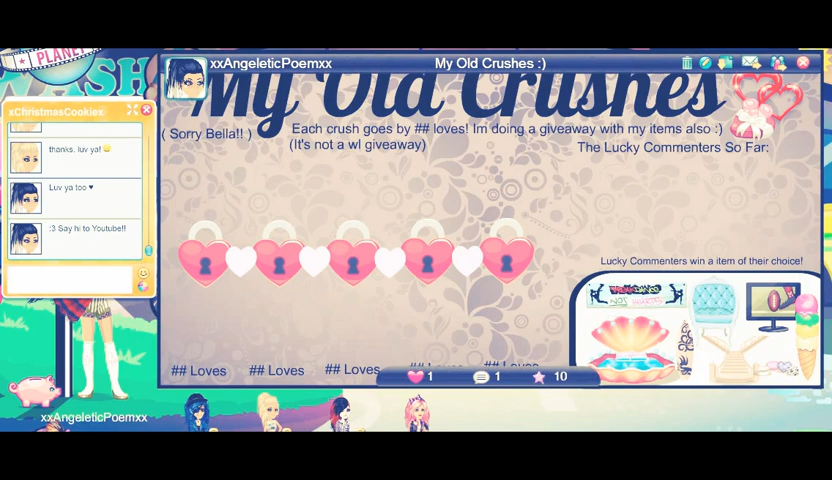 PLANET
WASH
xxAngeleticPoemxx
My Old Crushes :)
My Old Crushes
( Sorry Bella!! )
Each crush goes by ## loves! Im doing a giveaway with my items also :)
(It's not a wl giveaway)
The Lucky Commenters So Far:
xChristmasCookiex
thanks. luv ya!
Luv ya too ♥
:3 Say hi to Youtube!!
Lucky Commenters win a item of their choice!
## Loves
## Loves
## Loves
## Loves
## Loves
1
1
10
xxAngeleticPoemxx